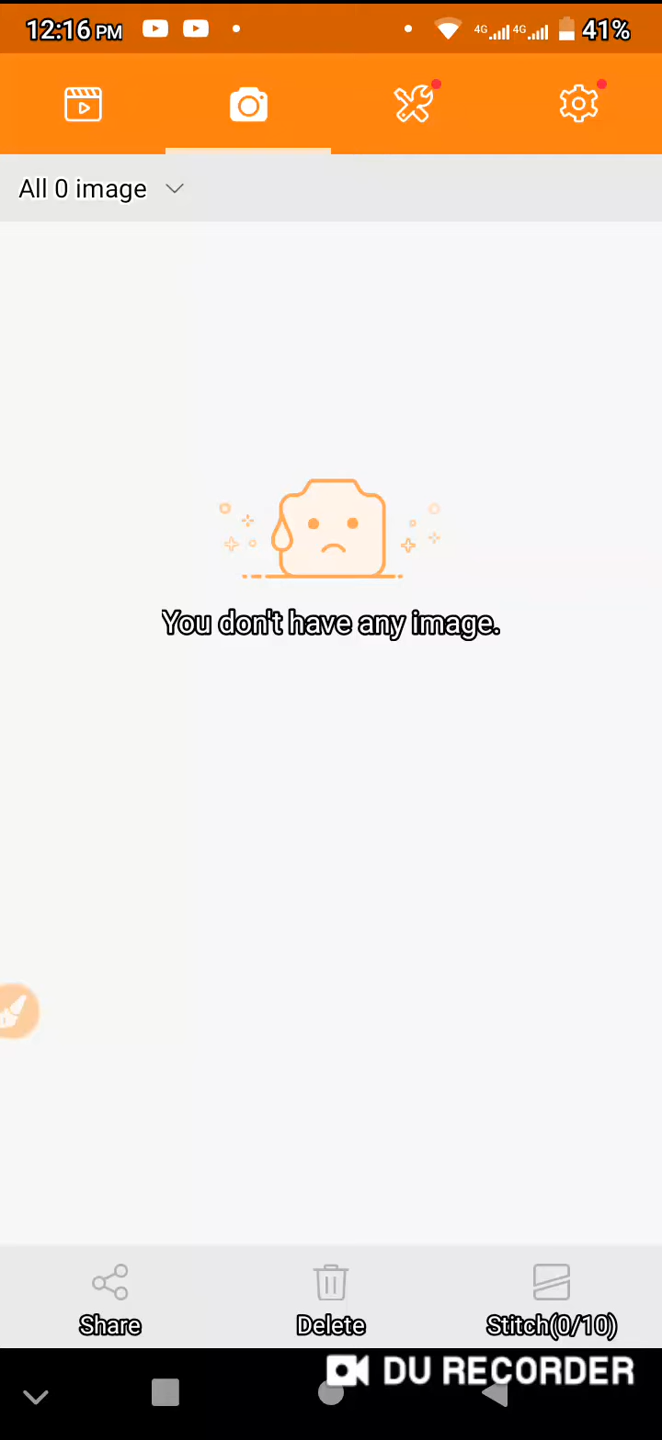 12:16 PM 4G 4G 41%
All 0 image
You don't have any image.
Share Delete Stitch(0/10)
DU RECORDER